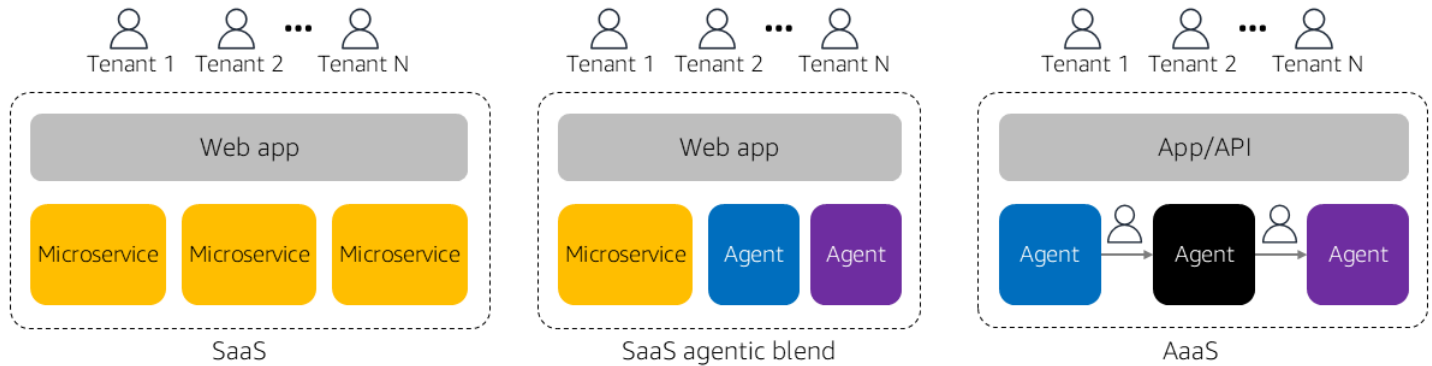 Tenant 1 Tenant 2 ••• Tenant N
Web app
Microservice Microservice Microservice
SaaS
Tenant 1 Tenant 2 ••• Tenant N
Web app
Microservice Agent Agent
SaaS agentic blend
Tenant 1 Tenant 2 ••• Tenant N
App/API
Agent Agent Agent
AaaS